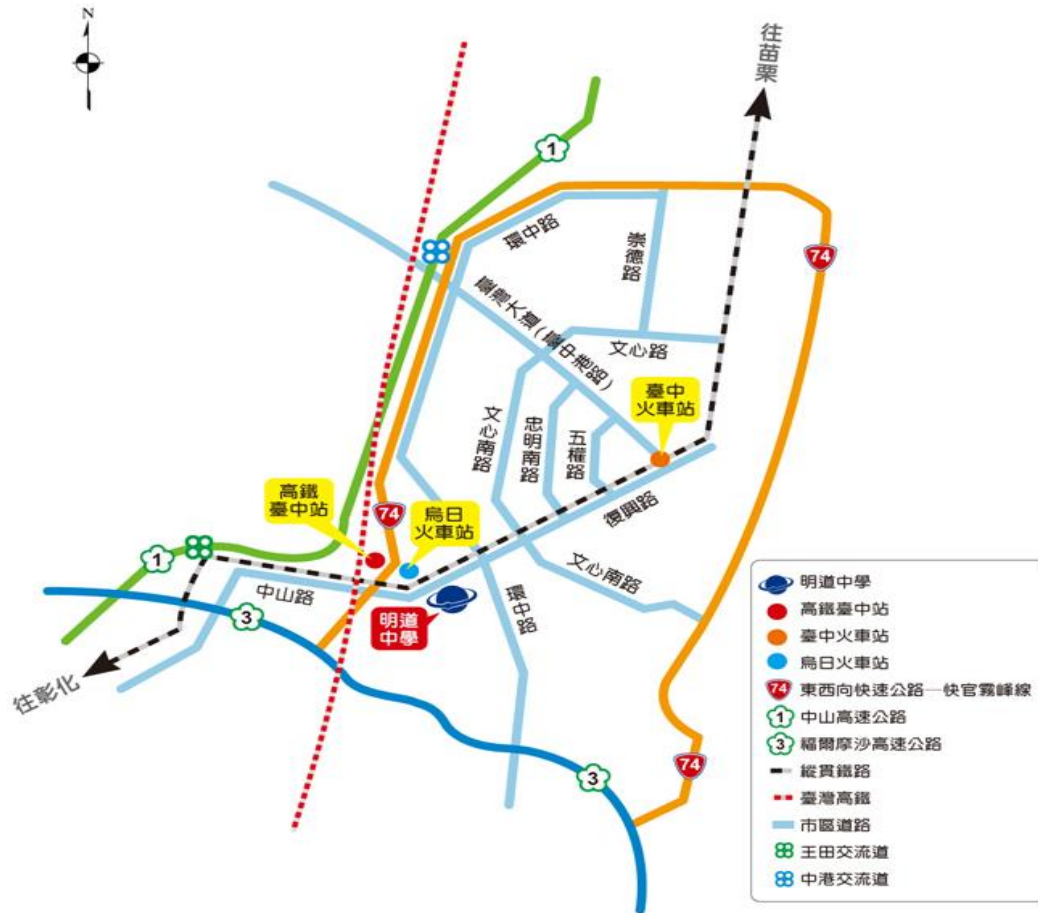 N
往苗栗
1
環中路
崇德路
74
臺灣大道(臺中港路)
文心路
臺中
火車站
文心南路
忠明南路
五權路
高鐵
臺中站
74
烏日
火車站
復興路
1
文心南路
中山路
環中路
3
明道
中學
往彰化
74
3
明道中學
高鐵臺中站
臺中火車站
烏日火車站
74 東西向快速公路—快官霧峰線
1 中山高速公路
3 福爾摩沙高速公路
縱貫鐵路
臺灣高鐵
市區道路
王田交流道
中港交流道